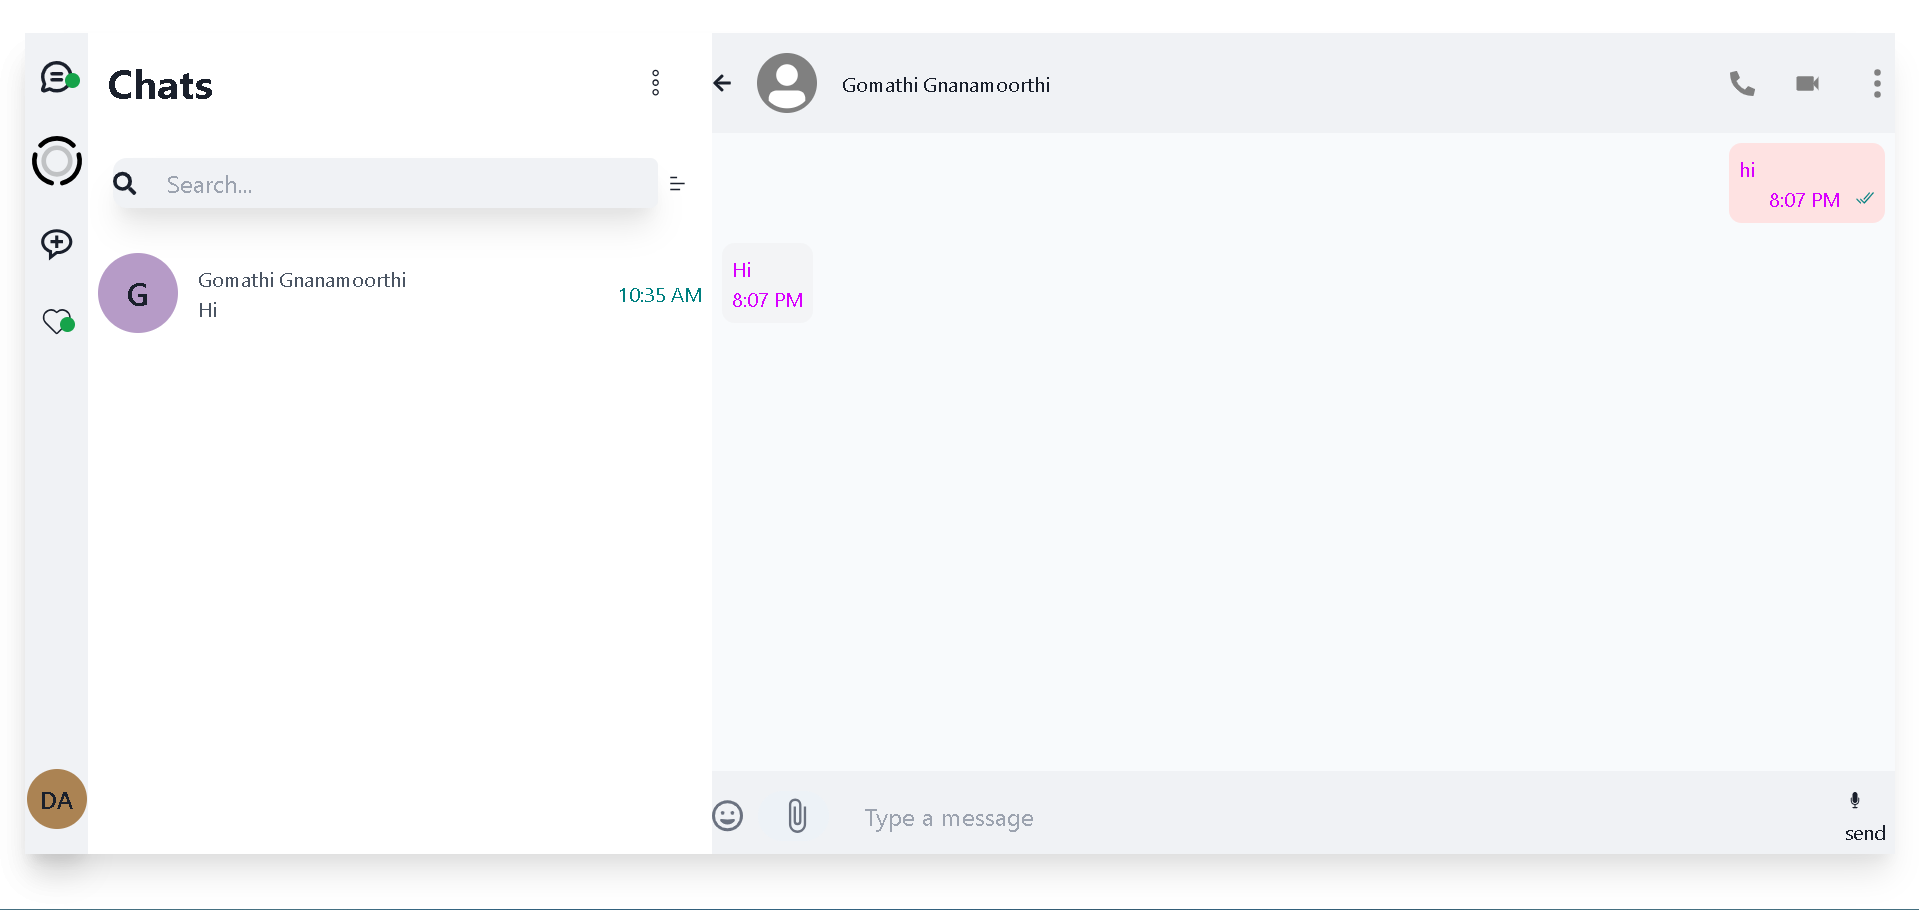 Chats
Search...
G
Gomathi Gnanamoorthi
Hi
10:35 AM
DA
Gomathi Gnanamoorthi
hi
8:07 PM
Hi
8:07 PM
Type a message
send